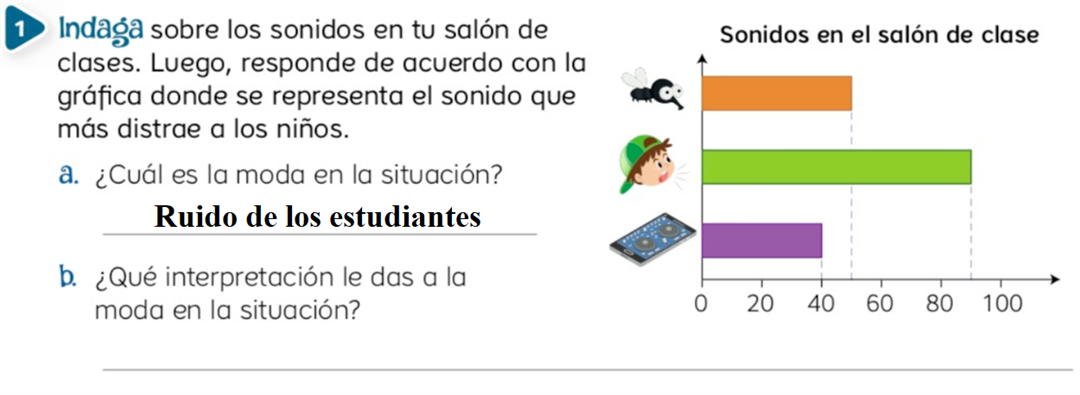 1 Indaga sobre los sonidos en tu salón de
clases. Luego, responde de acuerdo con la
gráfica donde se representa el sonido que
más distrae a los niños.
a. ¿Cuál es la moda en la situación?
Ruido de los estudiantes
b. ¿Qué interpretación le das a la
moda en la situación?
Sonidos en el salón de clase
0 20 40 60 80 100